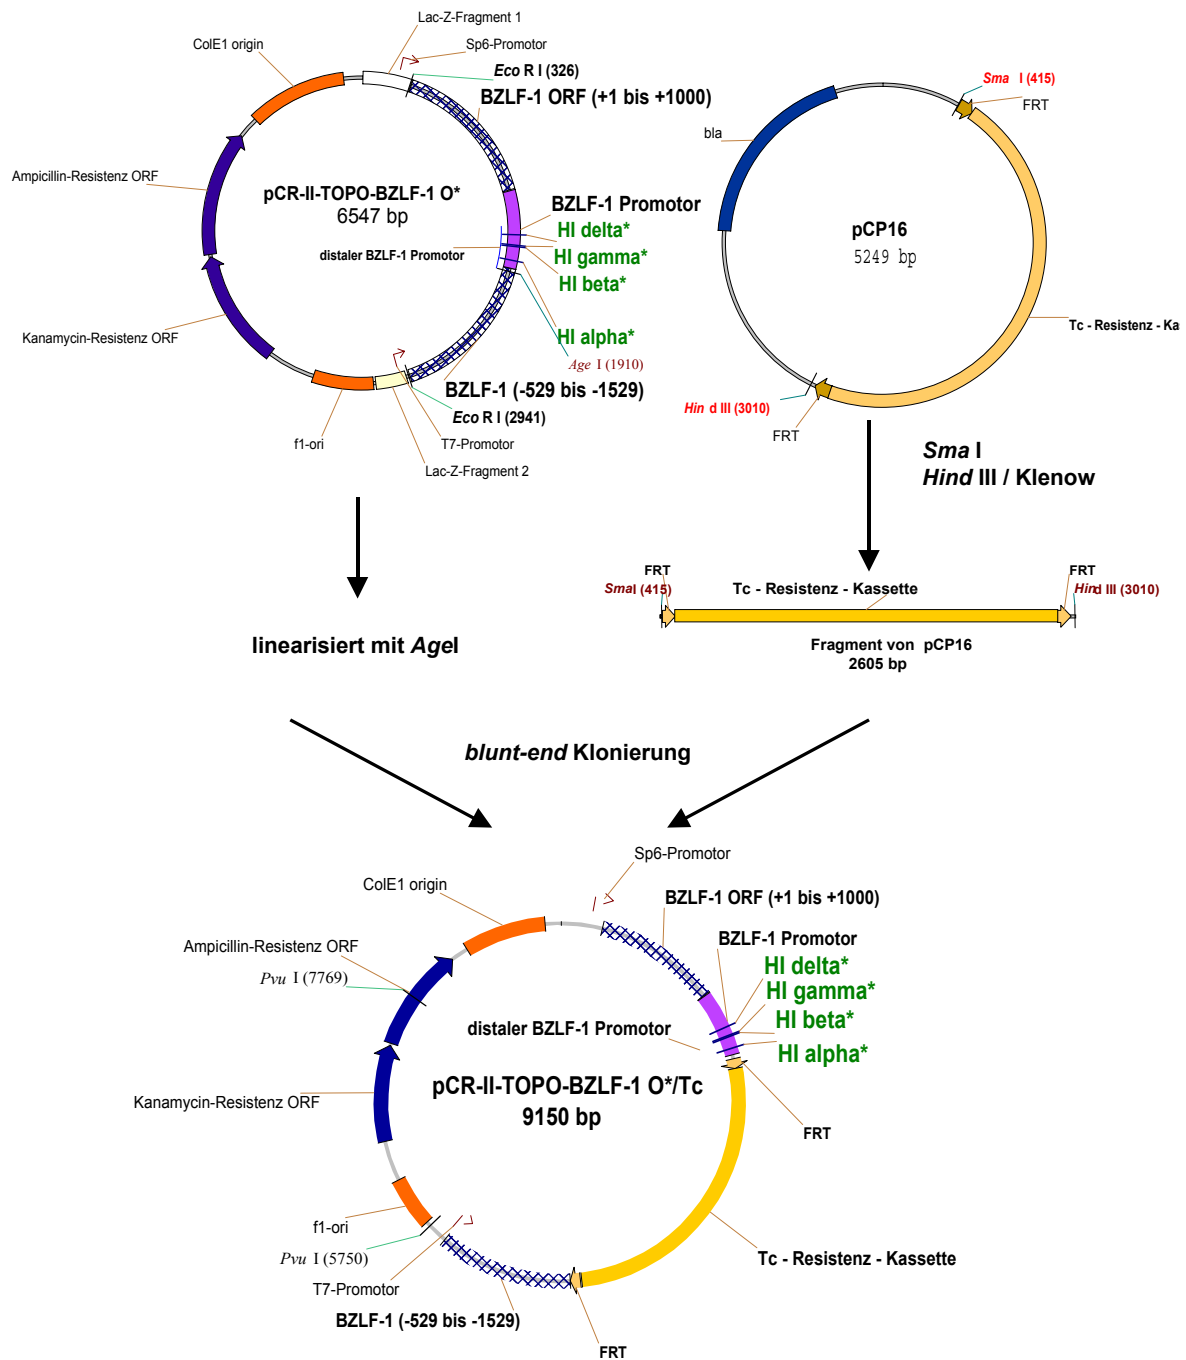 Lac-Z-Fragment 1
Sp6-Promotor
ColE1 origin
Eco R I (326)
BZLF-1 ORF (+1 bis +1000)
Ampicillin-Resistenz ORF
pCR-II-TOPO-BZLF-1 O*
6547 bp
BZLF-1 Promotor
HI delta*
distaler BZLF-1 Promotor
HI gamma*
HI beta*
Kanamycin-Resistenz ORF
HI alpha*
Age I (1910)
BZLF-1 (-529 bis -1529)
Eco R I (2941)
f1-ori
T7-Promotor
Lac-Z-Fragment 2
Sma I (415)
FRT
bla
pCP16
5249 bp
Tc - Resistenz - Ka
Hin d III (3010)
FRT
Sma I
Hind III / Klenow
FRT
FRT
SmaI (415)
Tc - Resistenz - Kassette
Hind III (3010)
linearisiert mit AgeI
Fragment von pCP16
2605 bp
blunt-end Klonierung
Sp6-Promotor
ColE1 origin
BZLF-1 ORF (+1 bis +1000)
Ampicillin-Resistenz ORF
BZLF-1 Promotor
Pvu I (7769)
HI delta*
HI gamma*
distaler BZLF-1 Promotor
HI beta*
HI alpha*
pCR-II-TOPO-BZLF-1 O*/Tc
9150 bp
Kanamycin-Resistenz ORF
FRT
f1-ori
Pvu I (5750)
Tc - Resistenz - Kassette
T7-Promotor
BZLF-1 (-529 bis -1529)
FRT